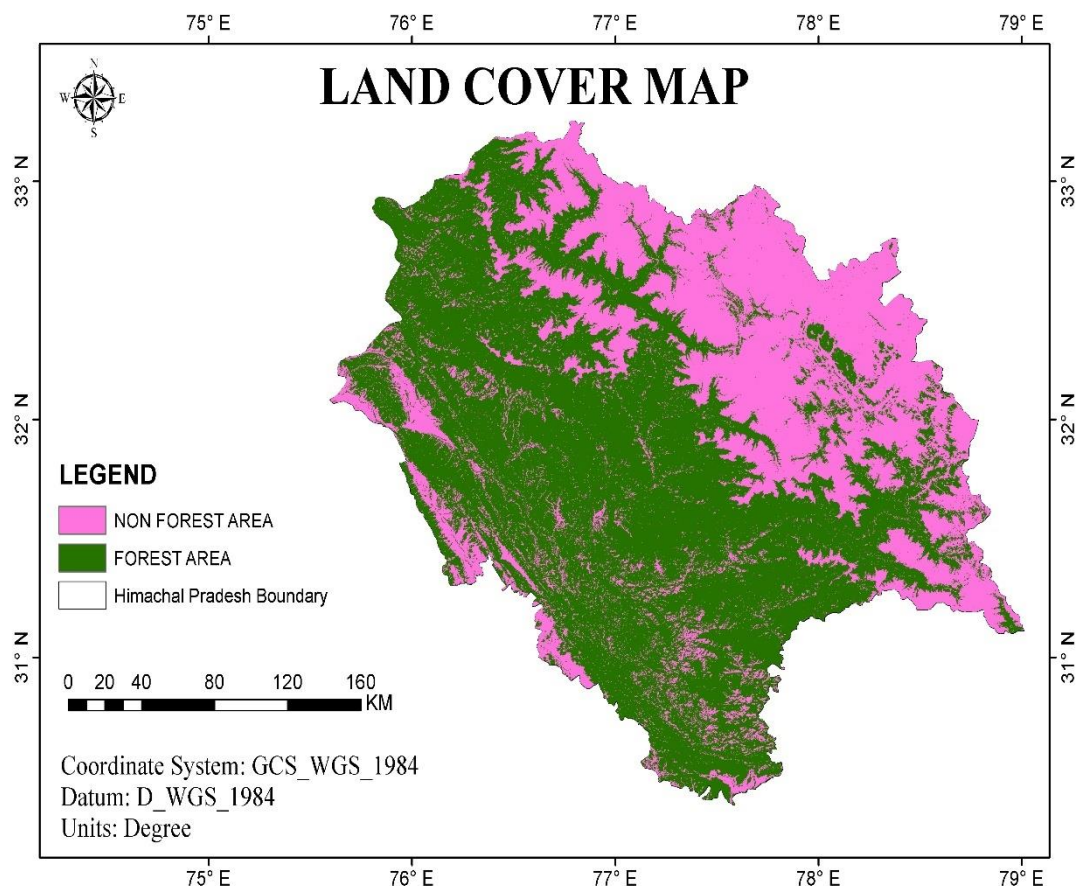 75° E 76° E 77° E 78° E 79° E
N
W E
S
LAND COVER MAP
33° N 33° N
32° N 32° N
LEGEND
NON FOREST AREA
FOREST AREA
Himachal Pradesh Boundary
31° N 31° N
0 20 40 80 120 160
KM
Coordinate System: GCS_WGS_1984
Datum: D_WGS_1984
Units: Degree
75° E 76° E 77° E 78° E 79° E